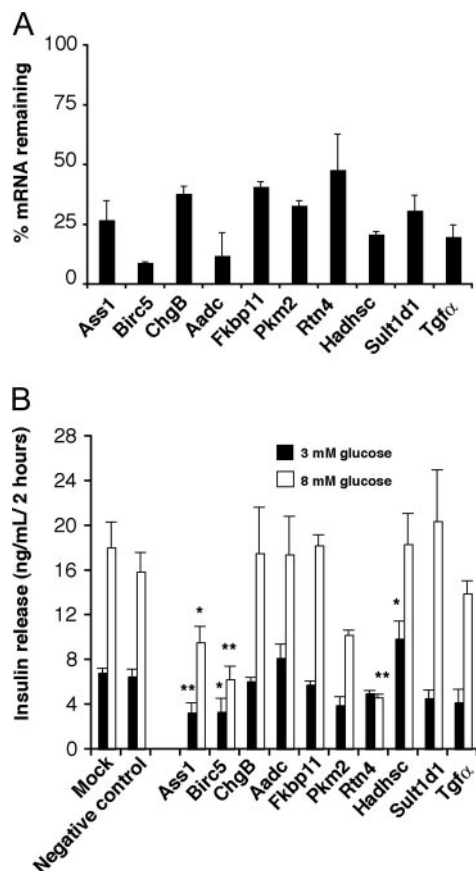 A
% mRNA remaining
100
75
50
25
0
Ass1
Birc5
ChgB
Aadc
Fkbp11
Pkm2
Rtn4
Hadhsc
Sult1d1
Tgfα
B
Insulin release (ng/mL/ 2 hours)
28
24
20
16
12
8
4
0
3 mM glucose
8 mM glucose
**
*
*
**
**
*
Mock
Negative control
Ass1
Birc5
ChgB
Aadc
Fkbp11
Pkm2
Rtn4
Hadhsc
Sult1d1
Tgfα